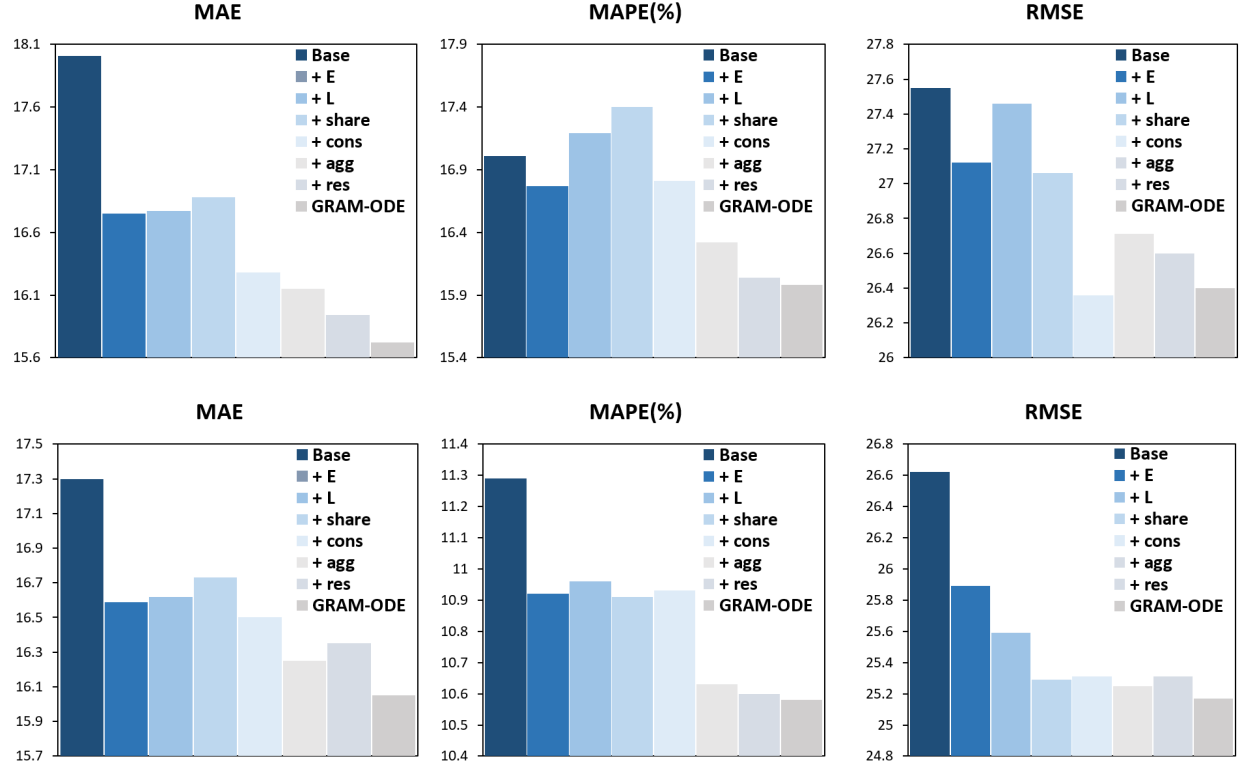 MAE
18.1
17.6
17.1
16.6
16.1
15.6
Base
+ E
+ L
+ share
+ cons
+ agg
+ res
GRAM-ODE
MAPE(%)
17.9
17.4
16.9
16.4
15.9
15.4
Base
+ E
+ L
+ share
+ cons
+ agg
+ res
GRAM-ODE
RMSE
27.8
27.6
27.4
27.2
27
26.8
26.6
26.4
26.2
26
Base
+ E
+ L
+ share
+ cons
+ agg
+ res
GRAM-ODE
MAE
17.5
17.3
17.1
16.9
16.7
16.5
16.3
16.1
15.9
15.7
Base
+ E
+ L
+ share
+ cons
+ agg
+ res
GRAM-ODE
MAPE(%)
11.4
11.3
11.2
11.1
11
10.9
10.8
10.7
10.6
10.5
10.4
Base
+ E
+ L
+ share
+ cons
+ agg
+ res
GRAM-ODE
RMSE
26.8
26.6
26.4
26.2
26
25.8
25.6
25.4
25.2
25
24.8
Base
+ E
+ L
+ share
+ cons
+ agg
+ res
GRAM-ODE